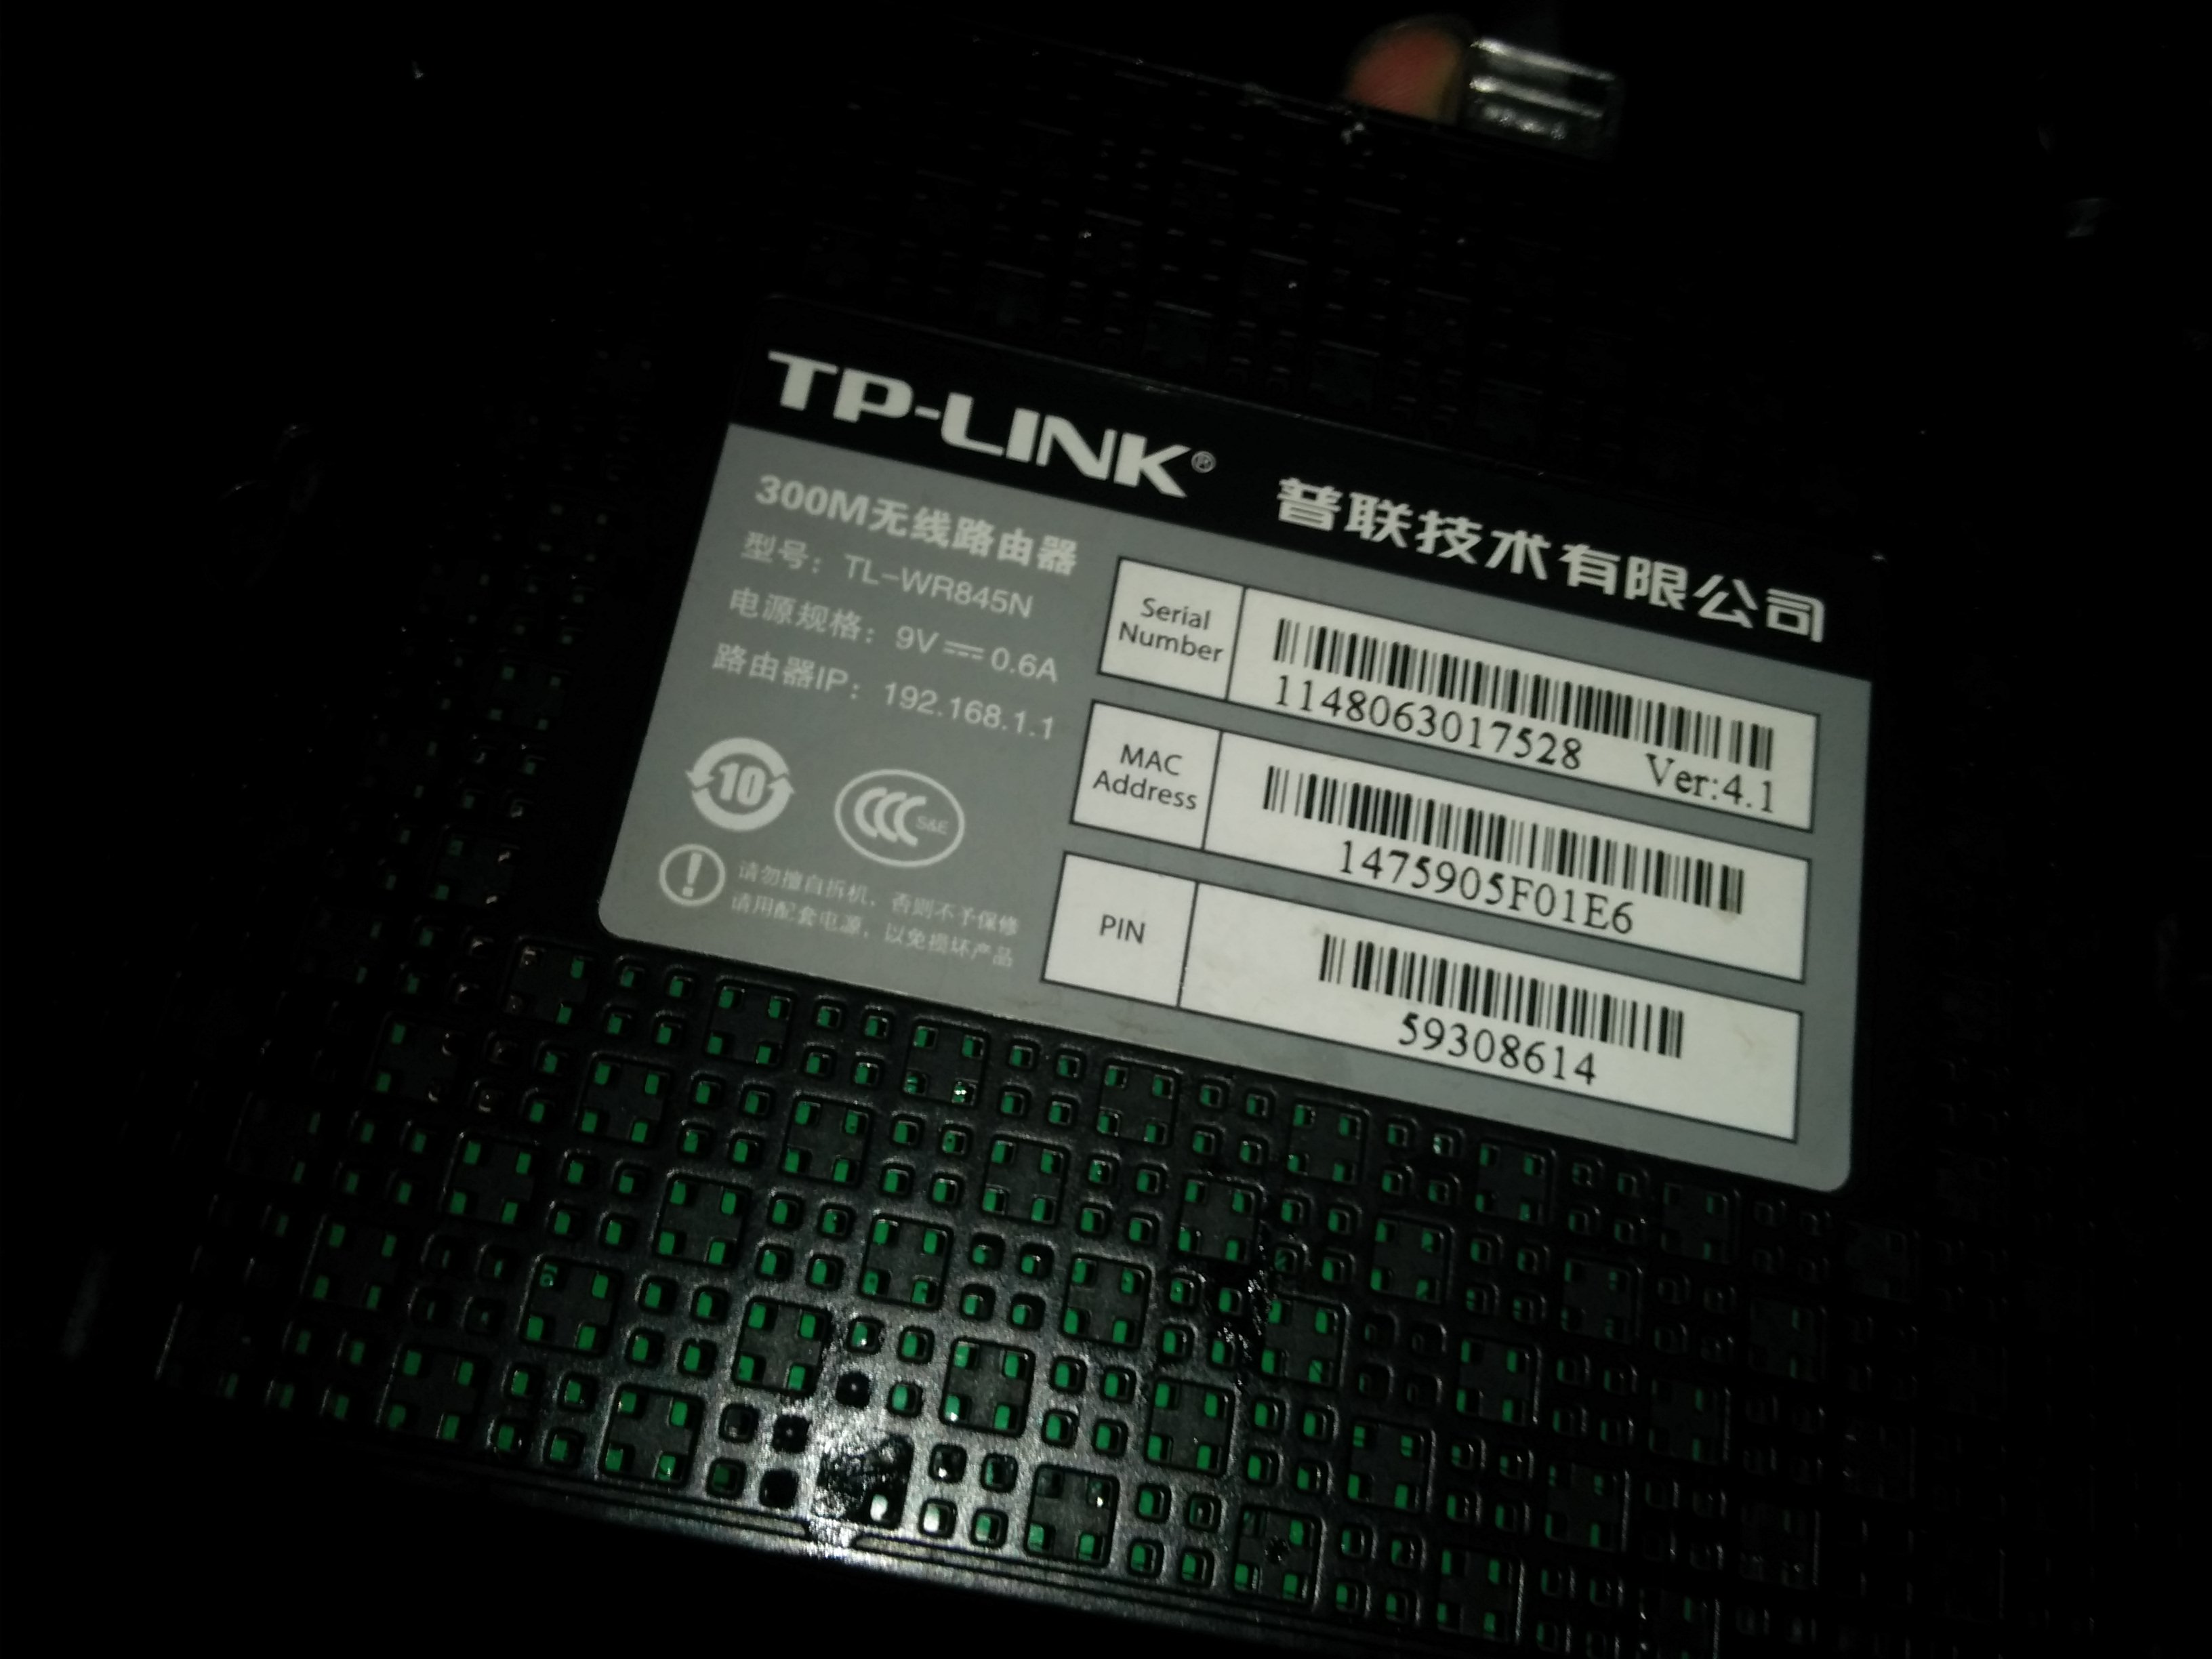 TP-LINK® 普联技术有限公司
300M无线路由器
型号：TL-WR845N
电源规格：9V⎓0.6A
路由器IP：192.168.1.1
10
CCC S&E
!
请勿擅自拆机，否则不予保修
请用配套电源，以免损坏产品
Serial
Number
1148063017528 Ver:4.1
MAC
Address
1475905F01E6
PIN
59308614